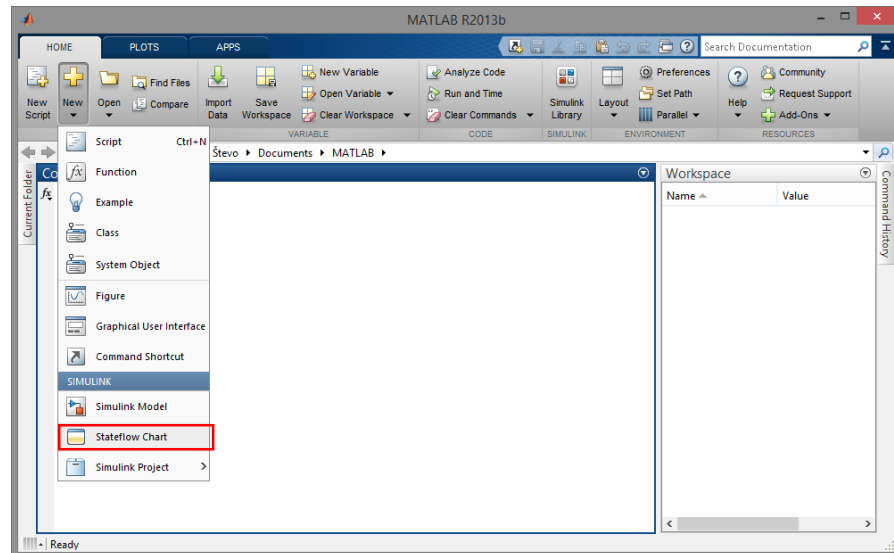 MATLAB R2013b
HOME PLOTS APPS Search Documentation
New Script
New
Open
Find Files
Compare
Import Data
Save Workspace
New Variable
Open Variable
Clear Workspace
VARIABLE
Analyze Code
Run and Time
Clear Commands
CODE
Simulink Library
SIMULINK
Layout
Preferences
Set Path
Parallel
ENVIRONMENT
Help
Community
Request Support
Add-Ons
RESOURCES
Števo Documents MATLAB
Current Folder
Co
fx
Script Ctrl+N
fx Function
Example
Class
System Object
Figure
Graphical User Interface
Command Shortcut
SIMULINK
Simulink Model
Stateflow Chart
Simulink Project
Workspace
Name Value
Command History
Ready